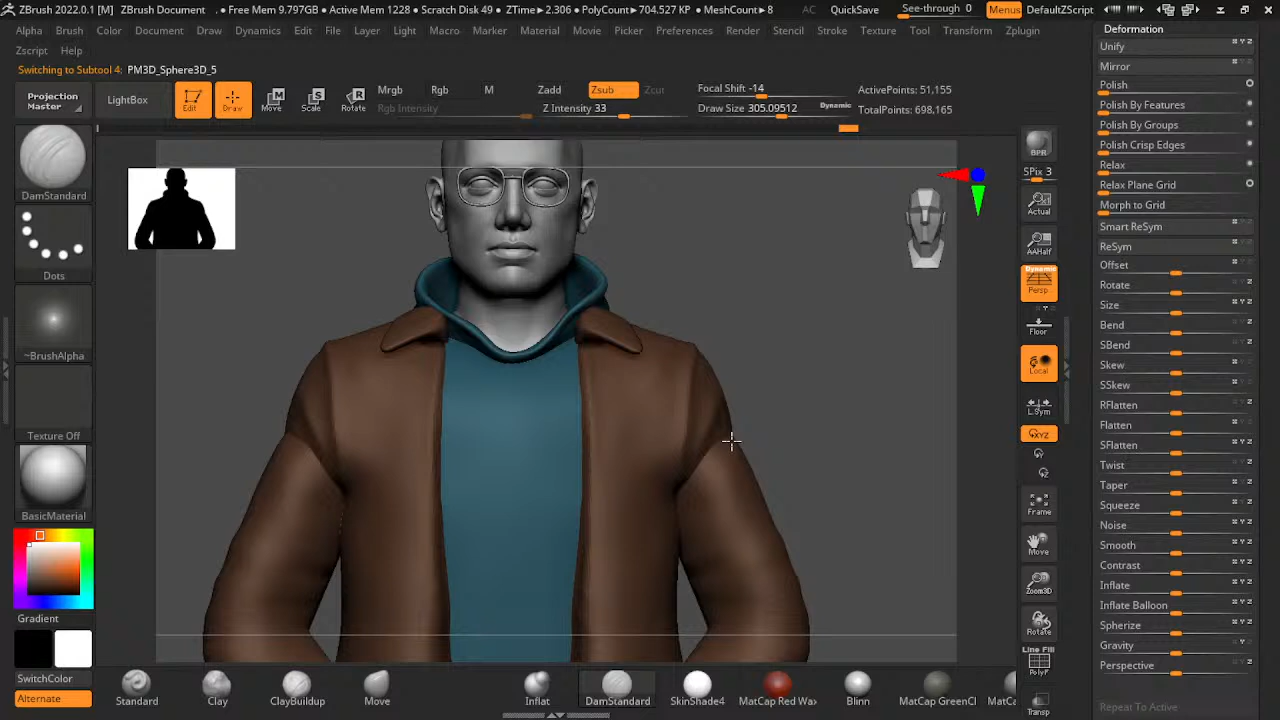 ZBrush 2022.0.1 [M] ZBrush Document . • Free Mem 9.797GB • Active Mem 1228 • Scratch Disk 49 • ZTime▸2.306 • PolyCount▸704.527 KP • MeshCount▸8 AC QuickSave See-through 0 Menus DefaultZScript
Alpha Brush Color Document Draw Dynamics Edit File Layer Light Macro Marker Material Movie Picker Preferences Render Stencil Stroke Texture Tool Transform Zplugin
Zscript Help
Switching to Subtool 4: PM3D_Sphere3D_5
Projection Master
LightBox
Edit
Draw
Move
Scale
Rotate
Mrgb Rgb M
Rgb Intensity
Zadd Zsub Zcut
Z Intensity 33
Focal Shift -14
Draw Size 305.09512 Dynamic
ActivePoints: 51,155
TotalPoints: 698,165
DamStandard
Dots
~BrushAlpha
Texture Off
BasicMaterial
Gradient
SwitchColor
Alternate
BPR
SPix 3
Actual
AAHalf
Dynamic
Persp
Floor
Local
L.Sym
XYZ
Frame
Move
Zoom3D
Rotate
Line Fill
PolyF
Transp
Deformation
Unify
Mirror
Polish
Polish By Features
Polish By Groups
Polish Crisp Edges
Relax
Relax Plane Grid
Morph to Grid
Smart ReSym
ReSym
Offset
Rotate
Size
Bend
SBend
Skew
SSkew
RFlatten
Flatten
SFlatten
Twist
Taper
Squeeze
Noise
Smooth
Contrast
Inflate
Inflate Balloon
Spherize
Gravity
Perspective
Repeat To Active
Standard Clay ClayBuildup Move Inflat DamStandard SkinShade4 MatCap Red Wax Blinn MatCap GreenCl MatCa